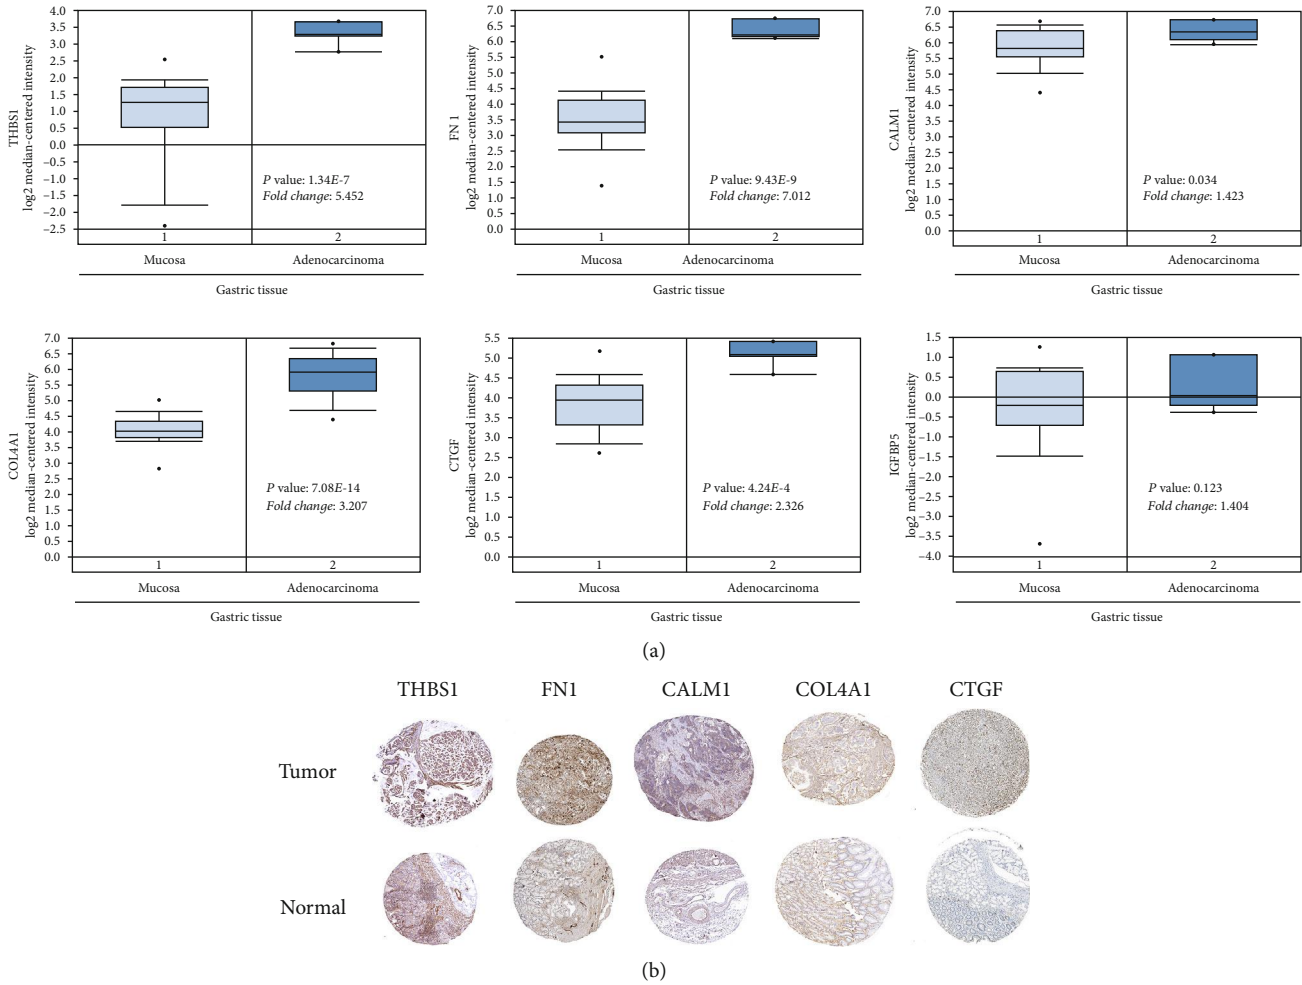 THBS1
log2 median-centered intensity
4.0
3.5
3.0
2.5
2.0
1.5
1.0
0.5
0.0
–0.5
–1.0
–1.5
–2.0
–2.5
P value: 1.34E-7
Fold change: 5.452
1 2
Mucosa Adenocarcinoma
Gastric tissue
FN 1
log2 median-centered intensity
7.0
6.5
6.0
5.5
5.0
4.5
4.0
3.5
3.0
2.5
2.0
1.5
1.0
0.5
0.0
P value: 9.43E-9
Fold change: 7.012
1 2
Mucosa Adenocarcinoma
Gastric tissue
CALM1
log2 median-centered intensity
7.0
6.5
6.0
5.5
5.0
4.5
4.0
3.5
3.0
2.5
2.0
1.5
1.0
0.5
0.0
P value: 0.034
Fold change: 1.423
1 2
Mucosa Adenocarcinoma
Gastric tissue
COL4A1
log2 median-centered intensity
7.0
6.5
6.0
5.5
5.0
4.5
4.0
3.5
3.0
2.5
2.0
1.5
1.0
0.5
0.0
P value: 7.08E-14
Fold change: 3.207
1 2
Mucosa Adenocarcinoma
Gastric tissue
CTGF
log2 median-centered intensity
5.5
5.0
4.5
4.0
3.5
3.0
2.5
2.0
1.5
1.0
0.5
0.0
P value: 4.24E-4
Fold change: 2.326
1 2
Mucosa Adenocarcinoma
Gastric tissue
IGFBP5
log2 median-centered intensity
1.5
1.0
0.5
0.0
–0.5
–1.0
–1.5
–2.0
–2.5
–3.0
–3.5
–4.0
P value: 0.123
Fold change: 1.404
1 2
Mucosa Adenocarcinoma
Gastric tissue
(a)
THBS1 FN1 CALM1 COL4A1 CTGF
Tumor
Normal
(b)